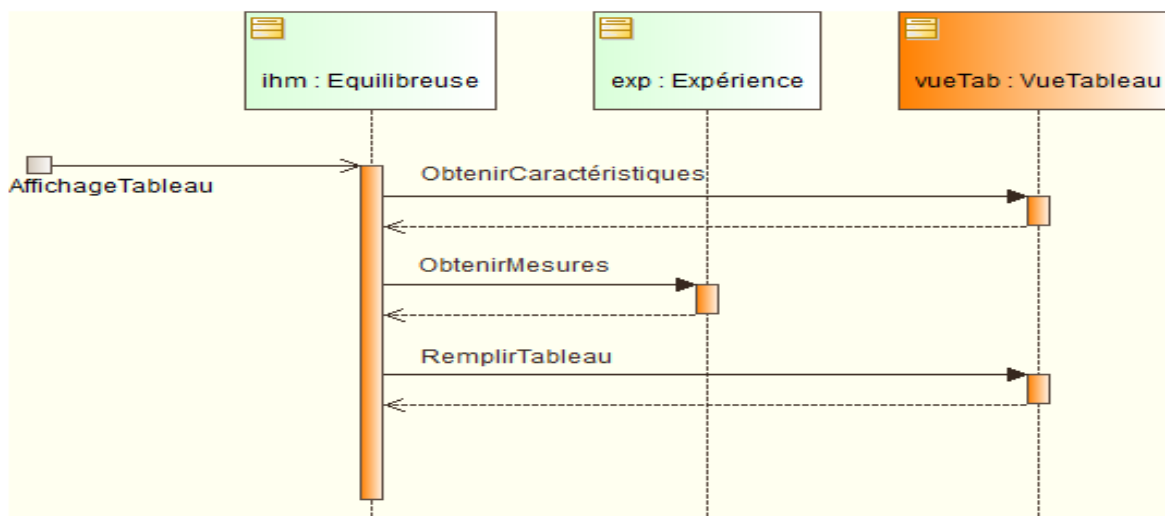 ihm : Equilibreuse
exp : Expérience
vueTab : VueTableau
AffichageTableau
ObtenirCaractéristiques
ObtenirMesures
RemplirTableau